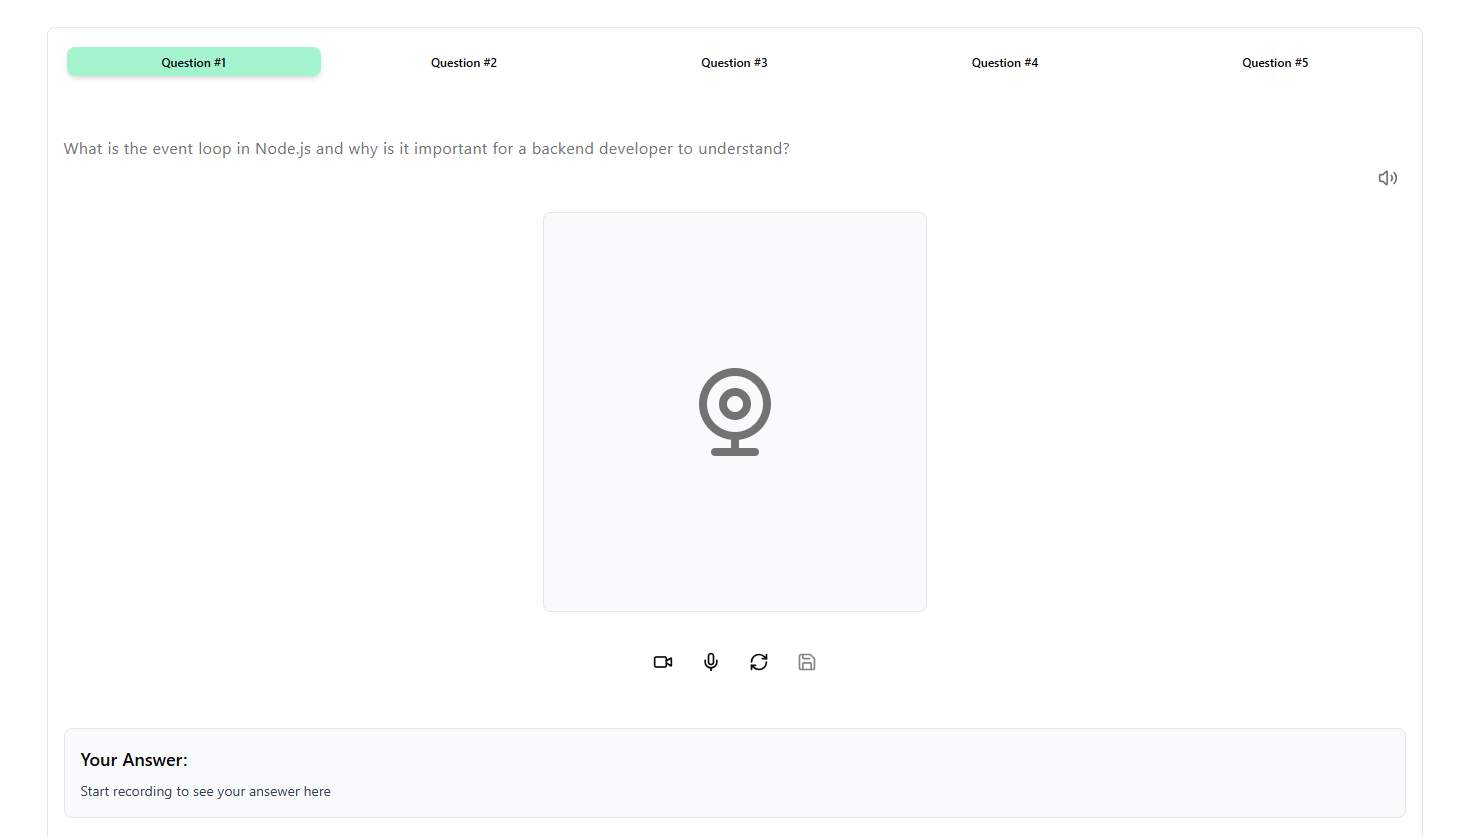 Question #1
Question #2
Question #3
Question #4
Question #5
What is the event loop in Node.js and why is it important for a backend developer to understand?
Your Answer:
Start recording to see your ansewer here